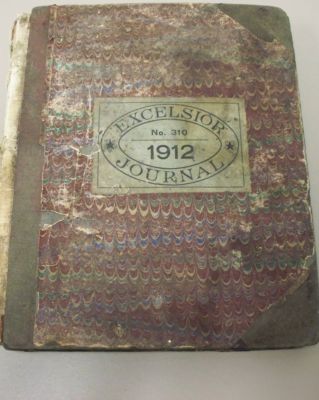 EXCELSIOR
No. 310
1912
JOURNAL